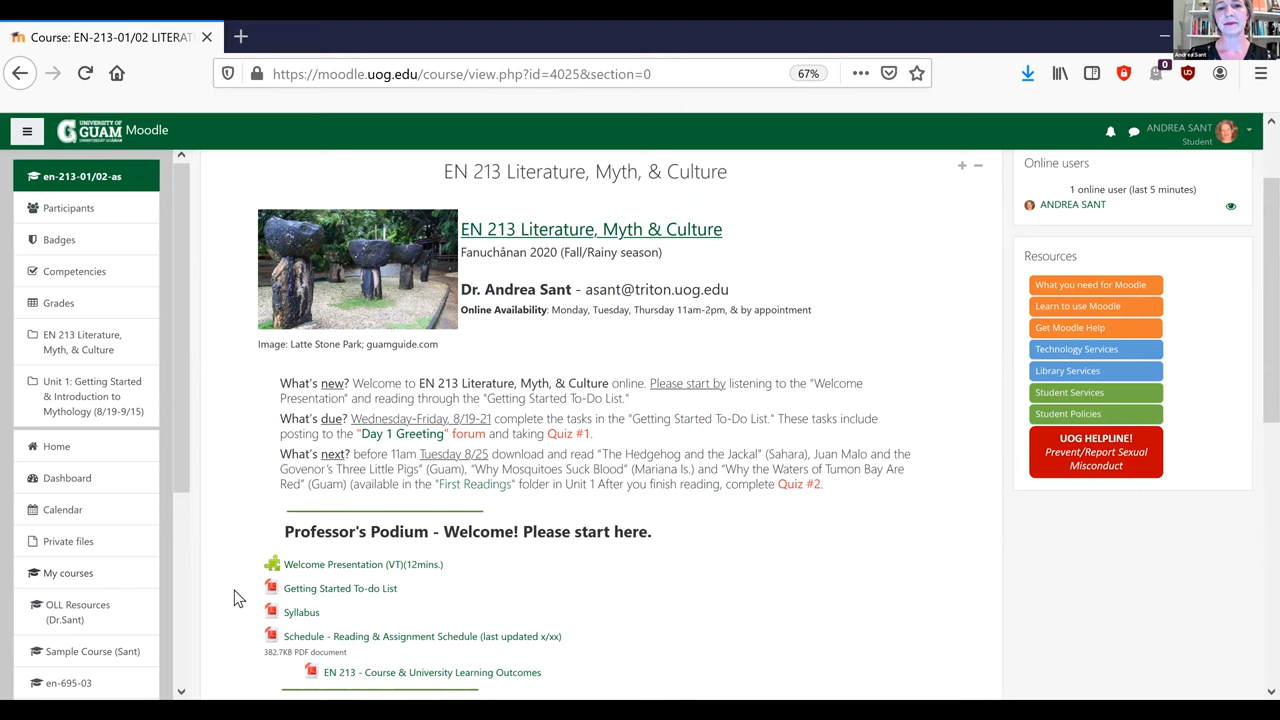 Course: EN-213-01/02 LITERAT
https://moodle.uog.edu/course/view.php?id=4025&section=0
67%
0
Andrea Sant
UNIVERSITY OF
GUAM Moodle
ANDREA SANT
Student
en-213-01/02-as
Participants
Badges
Competencies
Grades
EN 213 Literature,
Myth, & Culture
Unit 1: Getting Started
& Introduction to
Mythology (8/19-9/15)
Home
Dashboard
Calendar
Private files
My courses
OLL Resources
(Dr.Sant)
Sample Course (Sant)
en-695-03
EN 213 Literature, Myth, & Culture
EN 213 Literature, Myth & Culture
Fanuchånan 2020 (Fall/Rainy season)
Dr. Andrea Sant - asant@triton.uog.edu
Online Availability: Monday, Tuesday, Thursday 11am-2pm, & by appointment
Image: Latte Stone Park; guamguide.com
What's new? Welcome to EN 213 Literature, Myth, & Culture online. Please start by listening to the "Welcome
Presentation" and reading through the "Getting Started To-Do List."
What's due? Wednesday-Friday, 8/19-21 complete the tasks in the "Getting Started To-Do List." These tasks include
posting to the "Day 1 Greeting" forum and taking Quiz #1.
What's next? before 11am Tuesday 8/25 download and read "The Hedgehog and the Jackal" (Sahara), Juan Malo and the
Govenor's Three Little Pigs" (Guam), "Why Mosquitoes Suck Blood" (Mariana Is.) and "Why the Waters of Tumon Bay Are
Red" (Guam) (available in the "First Readings" folder in Unit 1 After you finish reading, complete Quiz #2.
Professor's Podium - Welcome! Please start here.
Welcome Presentation (VT)(12mins.)
Getting Started To-do List
Syllabus
Schedule - Reading & Assignment Schedule (last updated x/xx)
382.7KB PDF document
EN 213 - Course & University Learning Outcomes
Online users
1 online user (last 5 minutes)
ANDREA SANT
Resources
What you need for Moodle
Learn to use Moodle
Get Moodle Help
Technology Services
Library Services
Student Services
Student Policies
UOG HELPLINE!
Prevent/Report Sexual
Misconduct